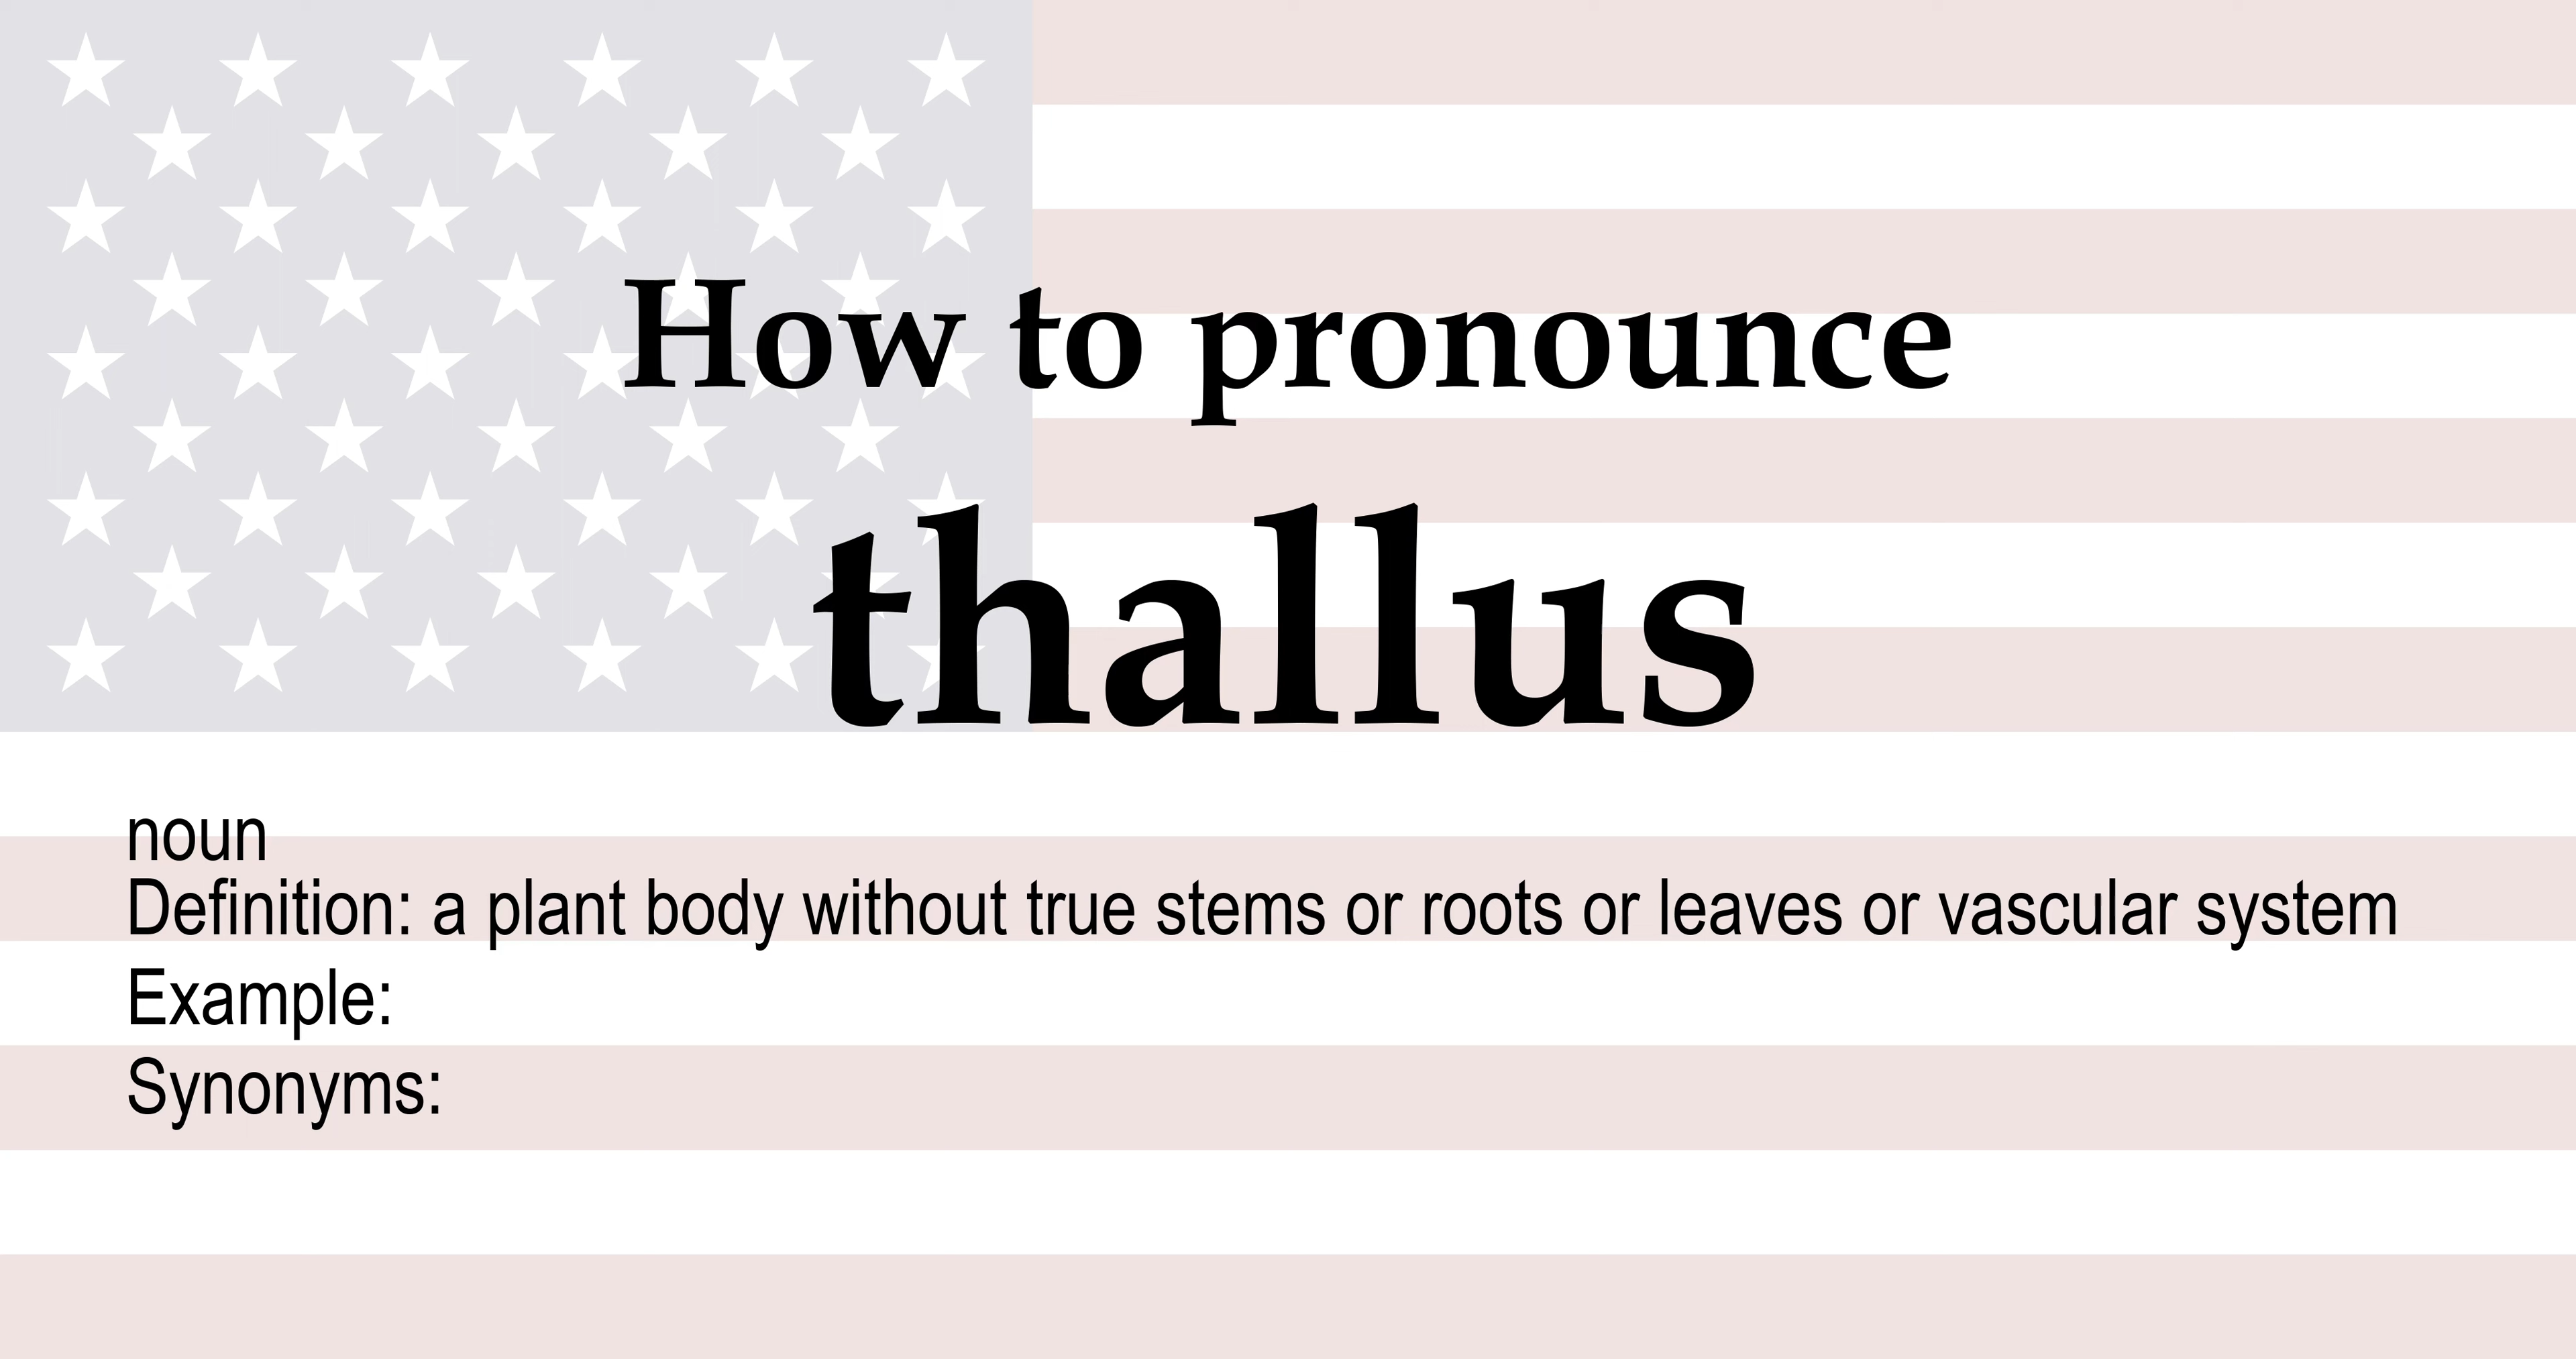 How to pronounce
thallus
noun
Definition: a plant body without true stems or roots or leaves or vascular system
Example:
Synonyms: